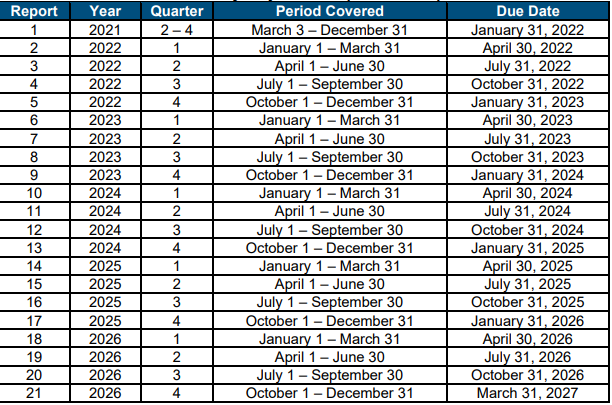 Report Year Quarter Period Covered Due Date
1 2021 2 – 4 March 3 – December 31 January 31, 2022
2 2022 1 January 1 – March 31 April 30, 2022
3 2022 2 April 1 – June 30 July 31, 2022
4 2022 3 July 1 – September 30 October 31, 2022
5 2022 4 October 1 – December 31 January 31, 2023
6 2023 1 January 1 – March 31 April 30, 2023
7 2023 2 April 1 – June 30 July 31, 2023
8 2023 3 July 1 – September 30 October 31, 2023
9 2023 4 October 1 – December 31 January 31, 2024
10 2024 1 January 1 – March 31 April 30, 2024
11 2024 2 April 1 – June 30 July 31, 2024
12 2024 3 July 1 – September 30 October 31, 2024
13 2024 4 October 1 – December 31 January 31, 2025
14 2025 1 January 1 – March 31 April 30, 2025
15 2025 2 April 1 – June 30 July 31, 2025
16 2025 3 July 1 – September 30 October 31, 2025
17 2025 4 October 1 – December 31 January 31, 2026
18 2026 1 January 1 – March 31 April 30, 2026
19 2026 2 April 1 – June 30 July 31, 2026
20 2026 3 July 1 – September 30 October 31, 2026
21 2026 4 October 1 – December 31 March 31, 2027